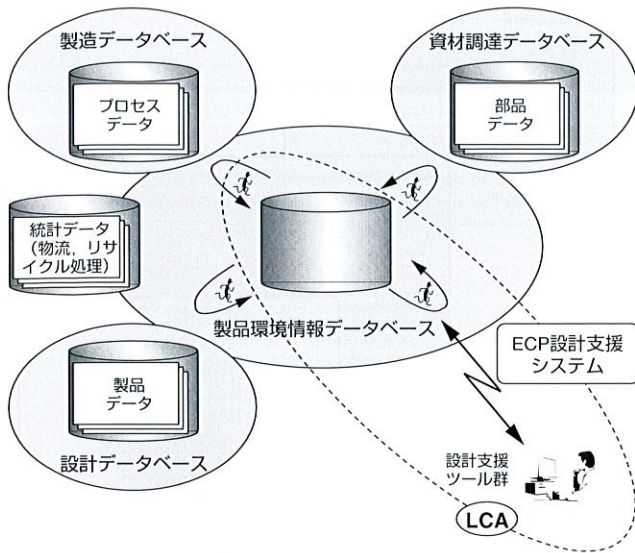 製造データベース
プロセス
データ
資材調達データベース
部品
データ
統計データ
(物流，リサ
イクル処理)
製品環境情報データベース
製品
データ
設計データベース
ECP設計支援
システム
設計支援
ツール群
LCA